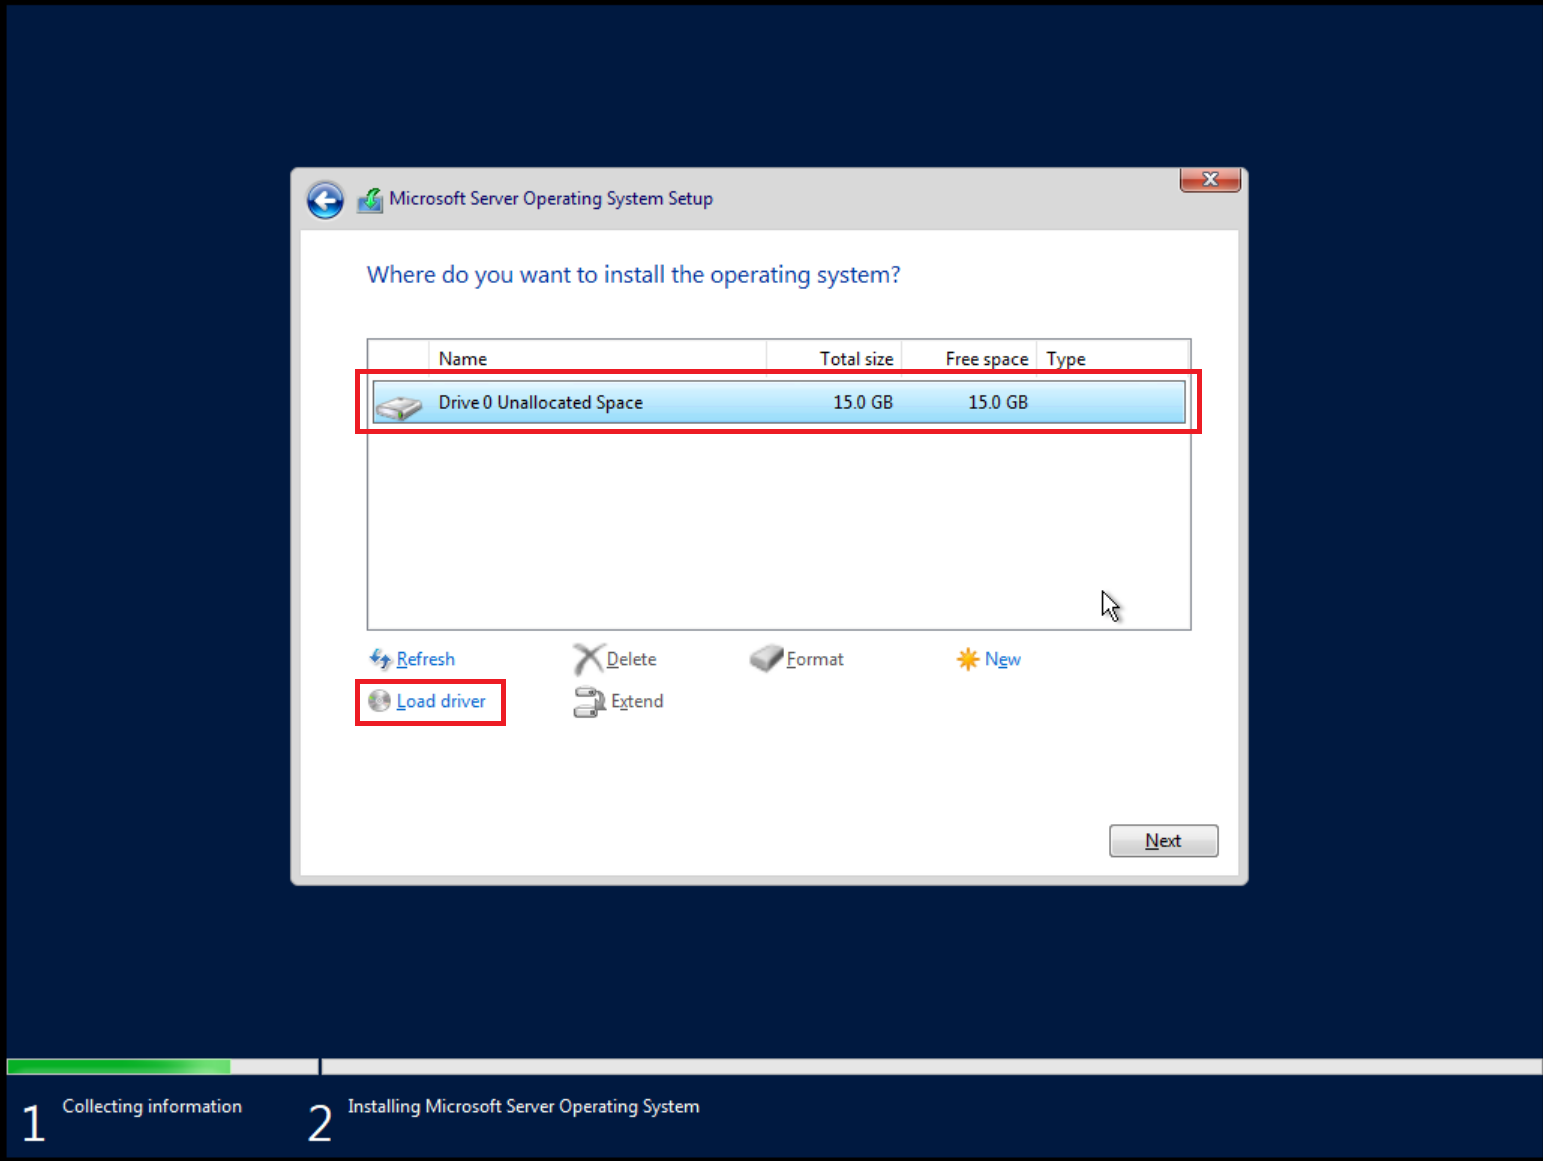 Microsoft Server Operating System Setup
Where do you want to install the operating system?
Name Total size Free space Type
Drive 0 Unallocated Space 15.0 GB 15.0 GB
Refresh Delete Format New
Load driver Extend
Next
1 Collecting information 2 Installing Microsoft Server Operating System